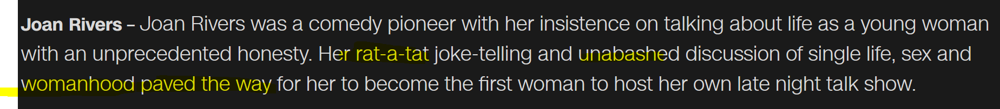 Joan Rivers – Joan Rivers was a comedy pioneer with her insistence on talking about life as a young woman
with an unprecedented honesty. Her rat-a-tat joke-telling and unabashed discussion of single life, sex and
womanhood paved the way for her to become the first woman to host her own late night talk show.